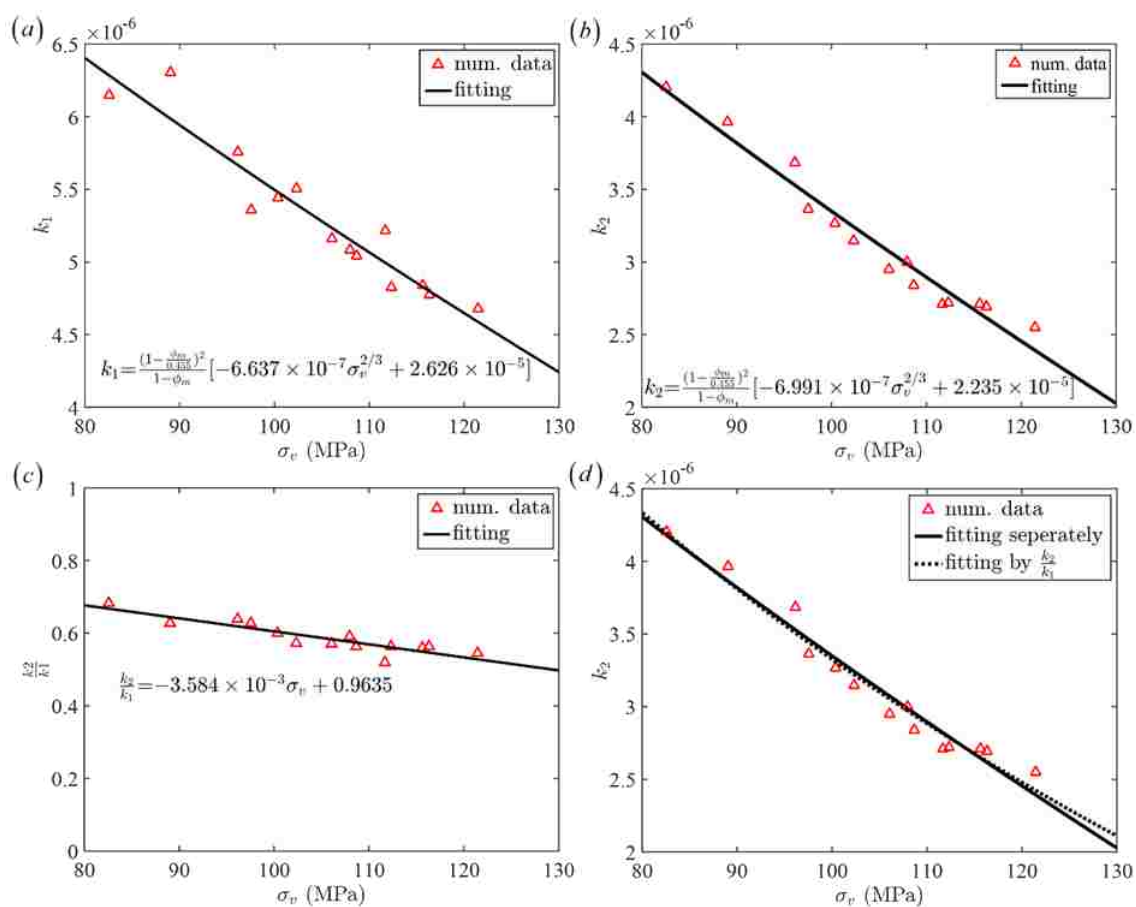 (a)
×10⁻⁶
6.5
6
5.5
5
4.5
4
k₁
num. data
fitting
k₁=(1−ϕₘ/0.455)²/(1−ϕₘ)[−6.637 × 10⁻⁷σᵥ^2/3 + 2.626 × 10⁻⁵]
80 90 100 110 120 130
σᵥ (MPa)
(b)
×10⁻⁶
4.5
4
3.5
3
2.5
2
k₂
num. data
fitting
k₂=(1−ϕₘ/0.455)²/(1−ϕₘ)[−6.991 × 10⁻⁷σᵥ^2/3 + 2.235 × 10⁻⁵]
80 90 100 110 120 130
σᵥ (MPa)
(c)
1
0.8
0.6
0.4
0.2
0
k2/k1
num. data
fitting
k₂/k₁=−3.584 × 10⁻³σᵥ + 0.9635
80 90 100 110 120 130
σᵥ (MPa)
(d)
×10⁻⁶
4.5
4
3.5
3
2.5
2
k₂
num. data
fitting seperately
fitting by k₂/k₁
80 90 100 110 120 130
σᵥ (MPa)